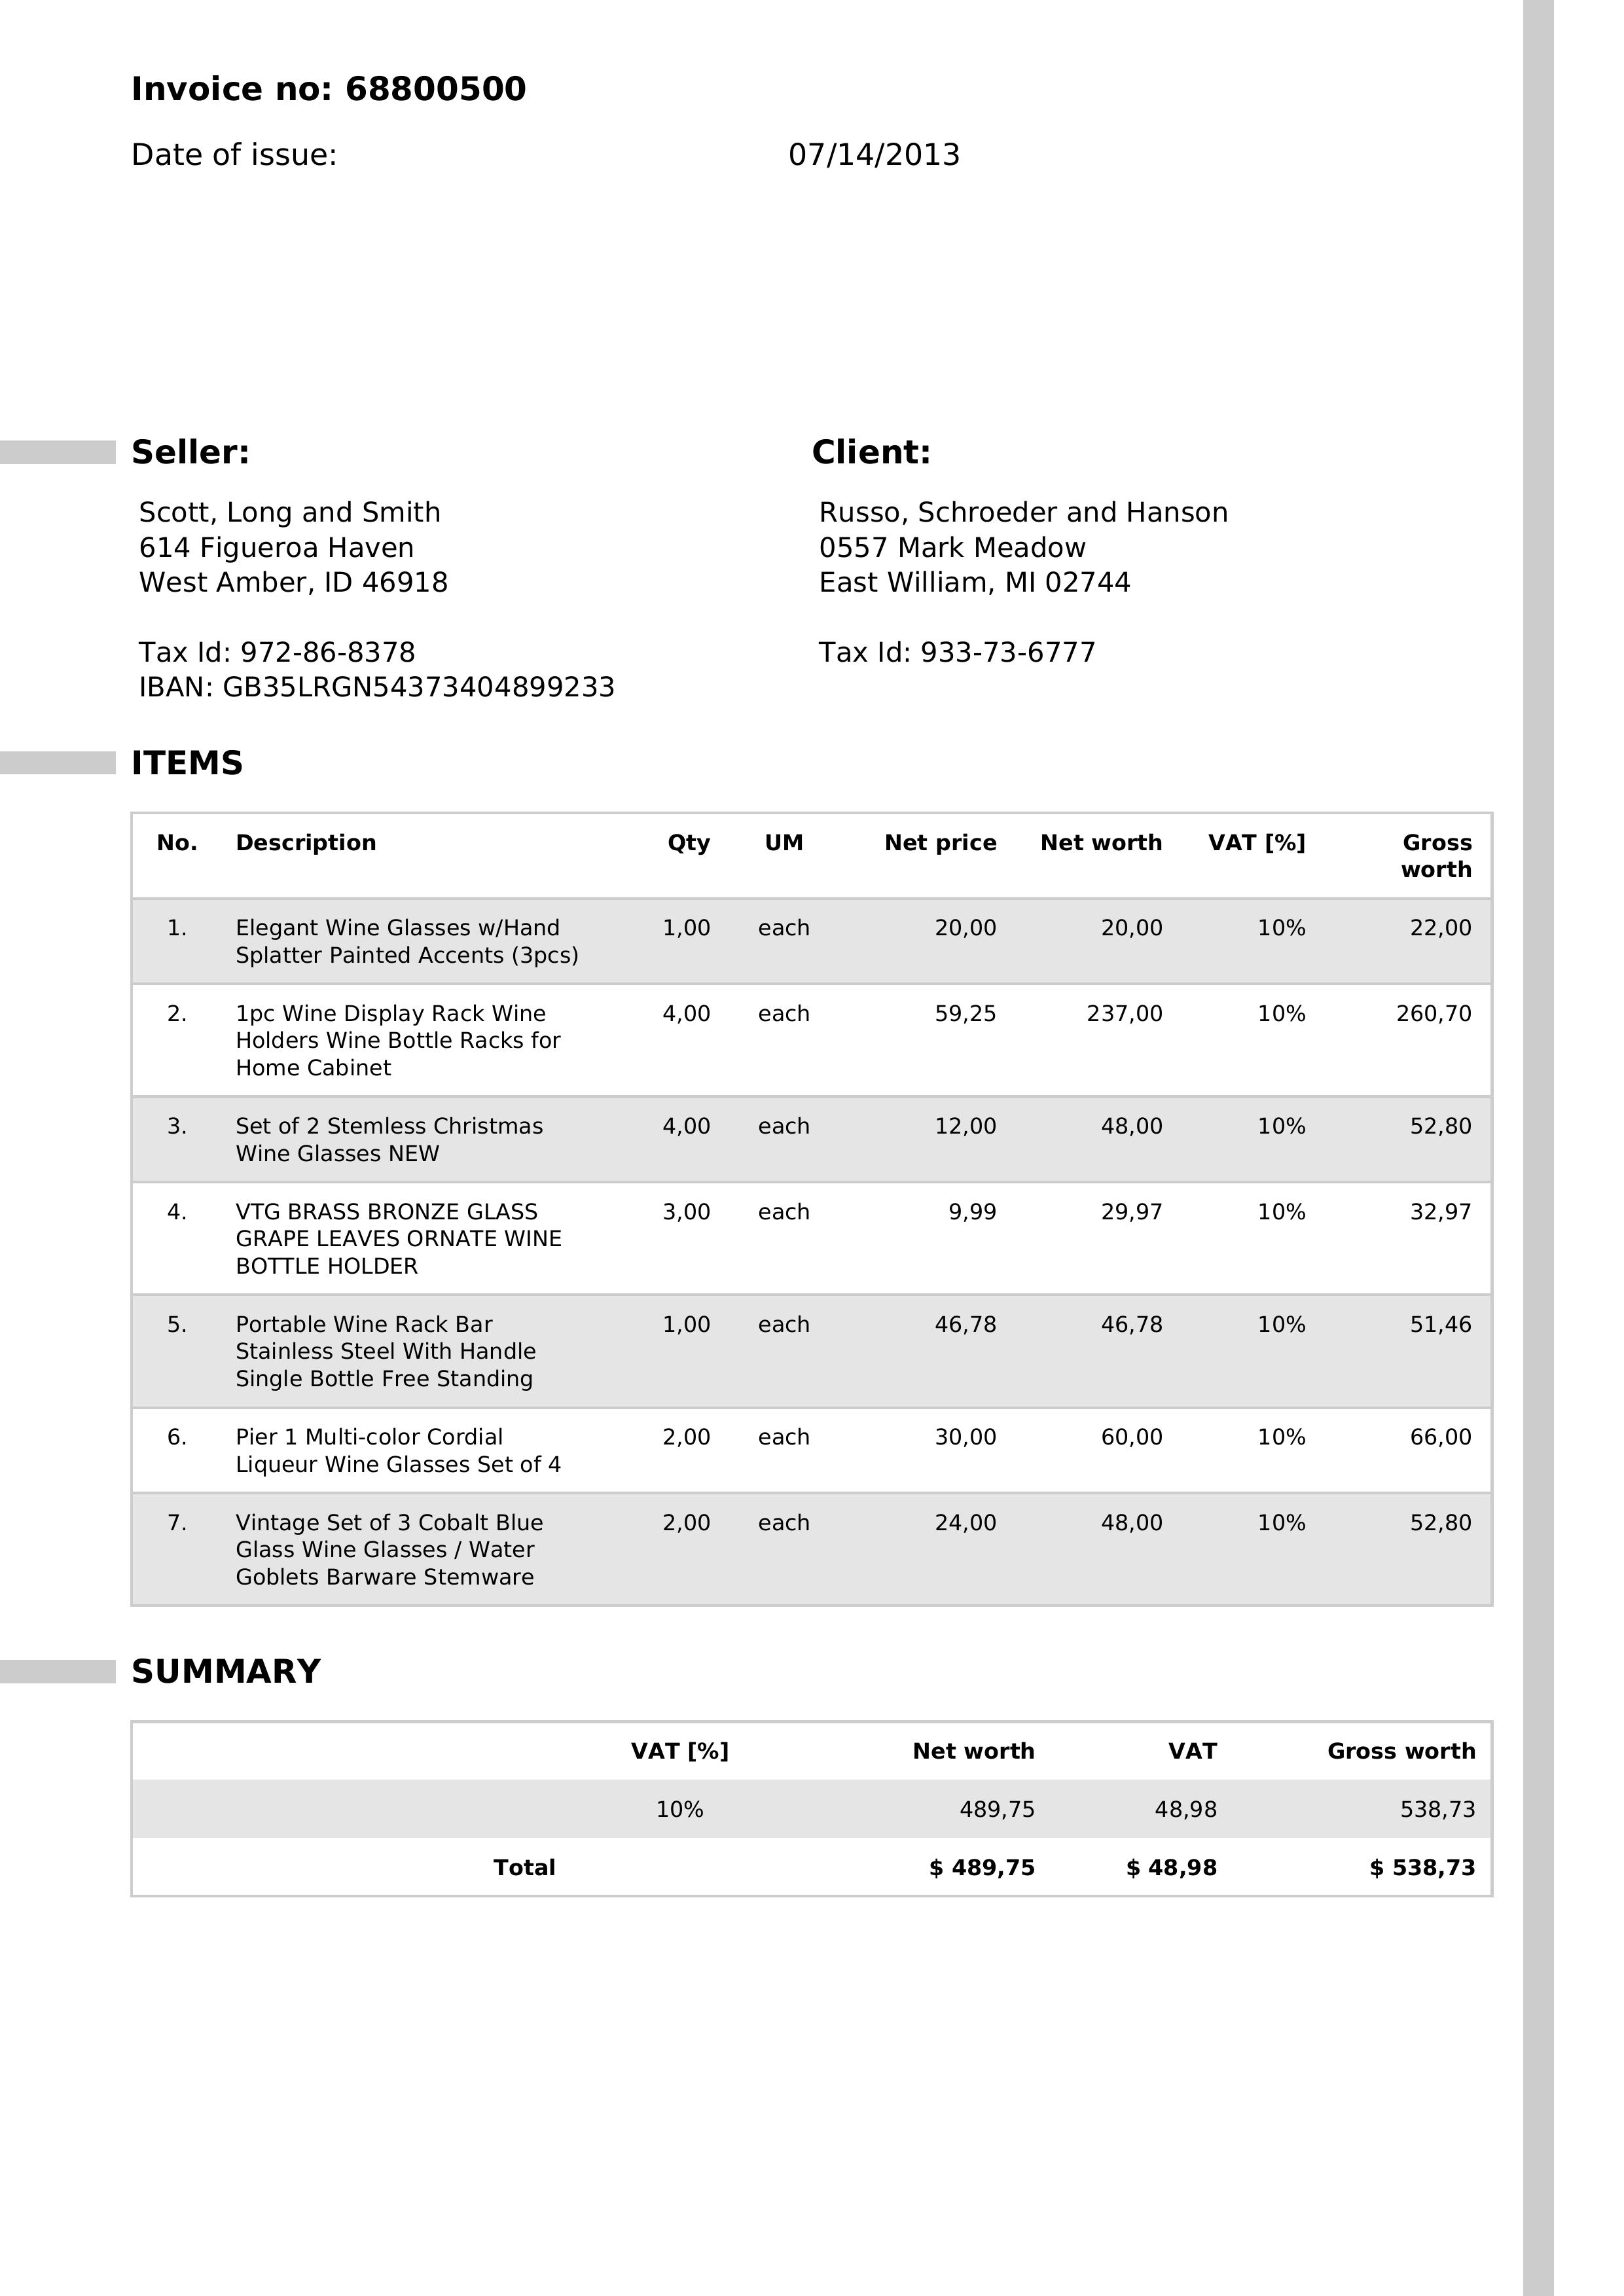 Invoice no: 68800500
Date of issue: 07/14/2013
Seller: Client:
Scott, Long and Smith Russo, Schroeder and Hanson
614 Figueroa Haven 0557 Mark Meadow
West Amber, ID 46918 East William, MI 02744
Tax Id: 972-86-8378 Tax Id: 933-73-6777
IBAN: GB35LRGN54373404899233
ITEMS
No. Description Qty UM Net price Net worth VAT [%] Gross
worth
1. Elegant Wine Glasses w/Hand 1,00 each 20,00 20,00 10% 22,00
Splatter Painted Accents (3pcs)
2. 1pc Wine Display Rack Wine 4,00 each 59,25 237,00 10% 260,70
Holders Wine Bottle Racks for
Home Cabinet
3. Set of 2 Stemless Christmas 4,00 each 12,00 48,00 10% 52,80
Wine Glasses NEW
4. VTG BRASS BRONZE GLASS 3,00 each 9,99 29,97 10% 32,97
GRAPE LEAVES ORNATE WINE
BOTTLE HOLDER
5. Portable Wine Rack Bar 1,00 each 46,78 46,78 10% 51,46
Stainless Steel With Handle
Single Bottle Free Standing
6. Pier 1 Multi-color Cordial 2,00 each 30,00 60,00 10% 66,00
Liqueur Wine Glasses Set of 4
7. Vintage Set of 3 Cobalt Blue 2,00 each 24,00 48,00 10% 52,80
Glass Wine Glasses / Water
Goblets Barware Stemware
SUMMARY
VAT [%] Net worth VAT Gross worth
10% 489,75 48,98 538,73
Total $ 489,75 $ 48,98 $ 538,73